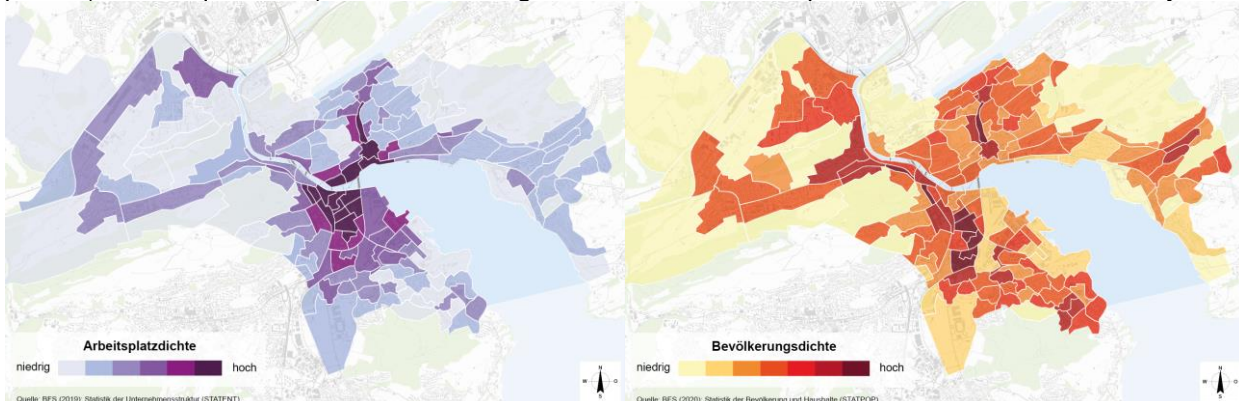 Arbeitsplatzdichte
niedrig hoch
Quelle: BFS (2019): Statistik der Unternehmensstruktur (STATENT)
W O
S
Bevölkerungsdichte
niedrig hoch
Quelle: BFS (2020): Statistik der Bevölkerung und Haushalte (STATPOP)
W O
S